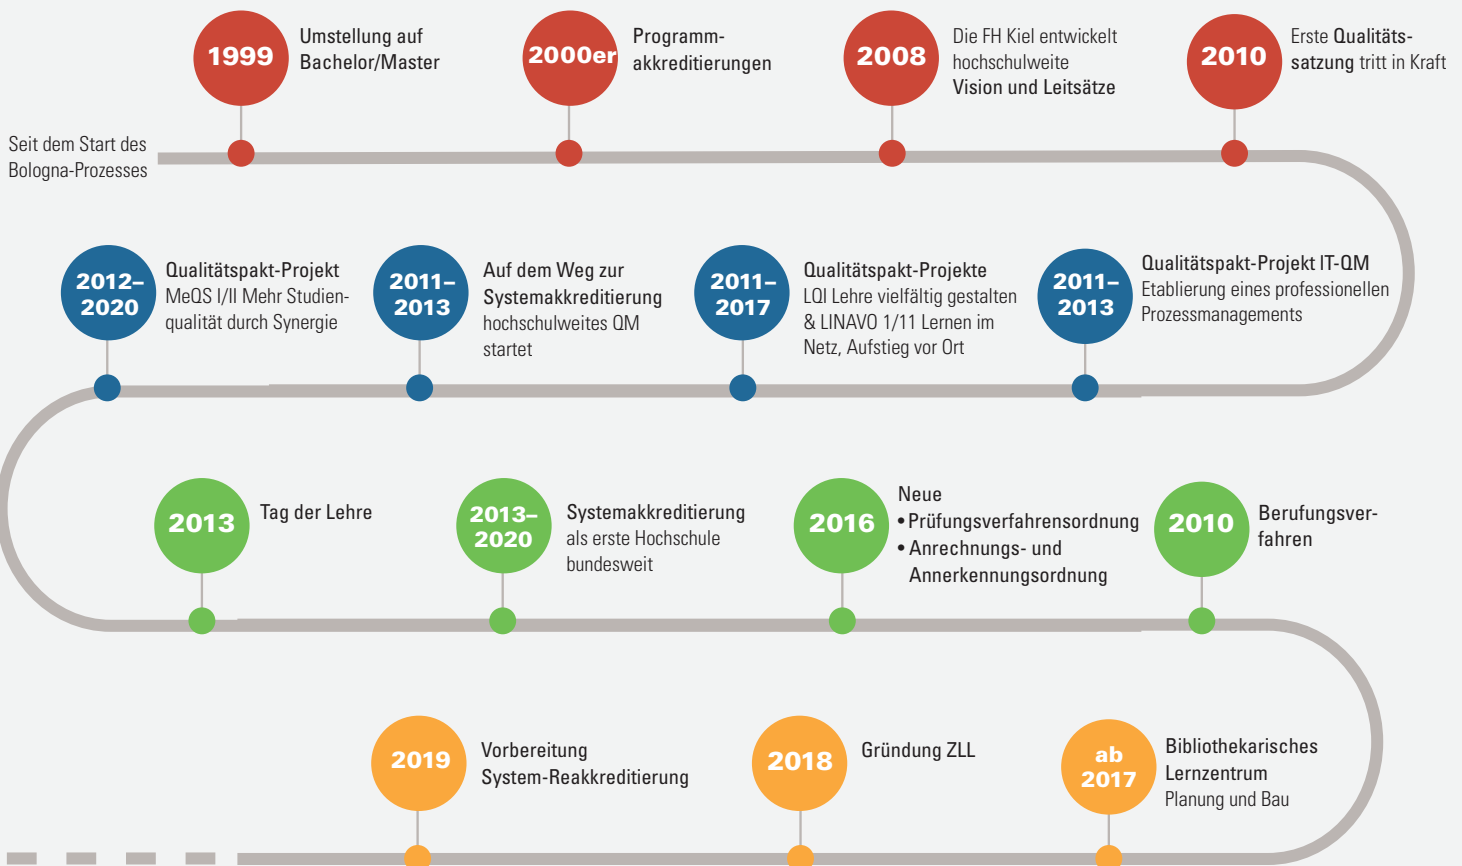 Seit dem Start des
Bologna-Prozesses
1999
Umstellung auf
Bachelor/Master
2000er
Programm-
akkreditierungen
2008
Die FH Kiel entwickelt
hochschulweite
Vision und Leitsätze
2010
Erste Qualitäts-
satzung tritt in Kraft
2012–
2020
Qualitätspakt-Projekt
MeQS I/II Mehr Studien-
qualität durch Synergie
2011–
2013
Auf dem Weg zur
Systemakkreditierung
hochschulweites QM
startet
2011–
2017
Qualitätspakt-Projekte
LQI Lehre vielfältig gestalten
& LINAVO 1/11 Lernen im
Netz, Aufstieg vor Ort
2011–
2013
Qualitätspakt-Projekt IT-QM
Etablierung eines professionellen
Prozessmanagements
2013
Tag der Lehre
2013–
2020
Systemakkreditierung
als erste Hochschule
bundesweit
2016
Neue
• Prüfungsverfahrensordnung
• Anrechnungs- und
Annerkennungsordnung
2010
Berufungsver-
fahren
2019
Vorbereitung
System-Reakkreditierung
2018
Gründung ZLL
ab
2017
Bibliothekarisches
Lernzentrum
Planung und Bau